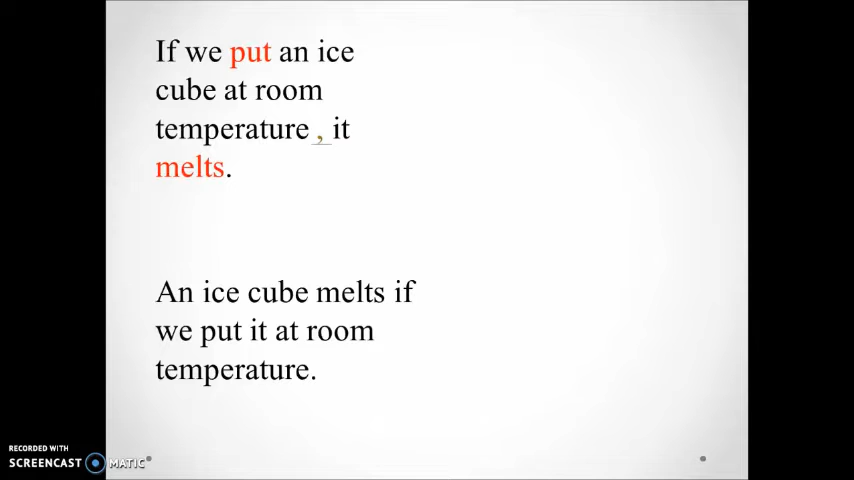 If we put an ice
cube at room
temperature , it
melts.
An ice cube melts if
we put it at room
temperature.
RECORDED WITH
SCREENCAST MATIC